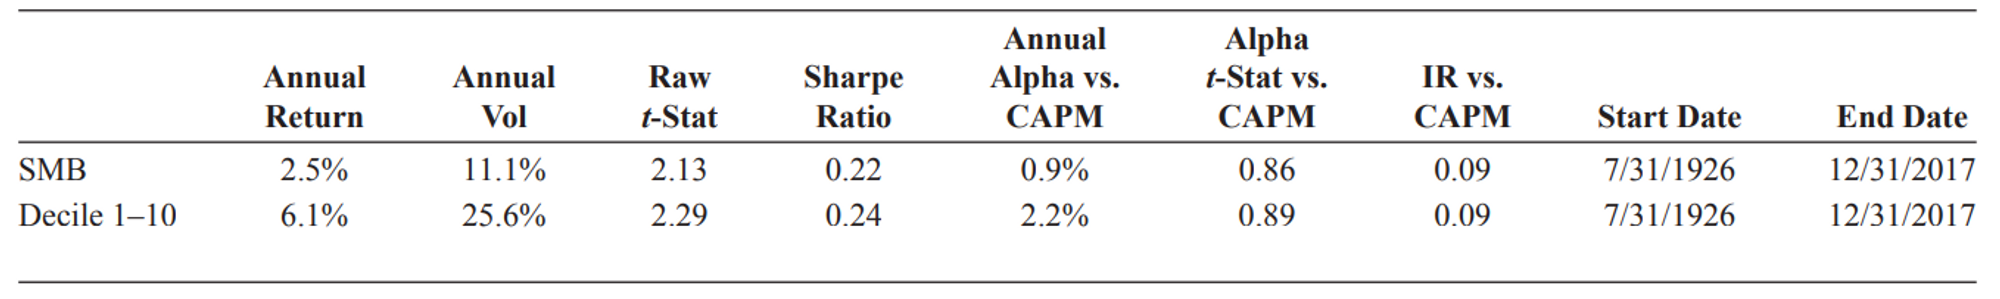 Annual Alpha
Annual Annual Raw Sharpe Alpha vs. t-Stat vs. IR vs.
Return Vol t-Stat Ratio CAPM CAPM CAPM Start Date End Date
SMB 2.5% 11.1% 2.13 0.22 0.9% 0.86 0.09 7/31/1926 12/31/2017
Decile 1–10 6.1% 25.6% 2.29 0.24 2.2% 0.89 0.09 7/31/1926 12/31/2017